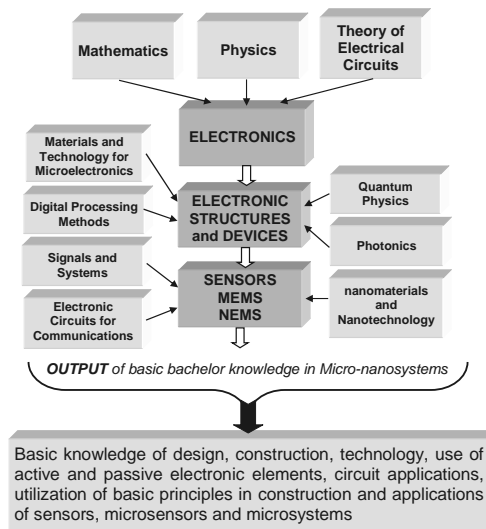 Mathematics
Physics
Theory of
Electrical
Circuits
ELECTRONICS
Materials and
Technology for
Microelectronics
Digital Processing
Methods
ELECTRONIC
STRUCTURES
and DEVICES
Quantum
Physics
Photonics
Signals and
Systems
Electronic
Circuits for
Communications
SENSORS
MEMS
NEMS
nanomaterials
and
Nanotechnology
OUTPUT of basic bachelor knowledge in Micro-nanosystems
Basic knowledge of design, construction, technology, use of
active and passive electronic elements, circuit applications,
utilization of basic principles in construction and applications
of sensors, microsensors and microsystems